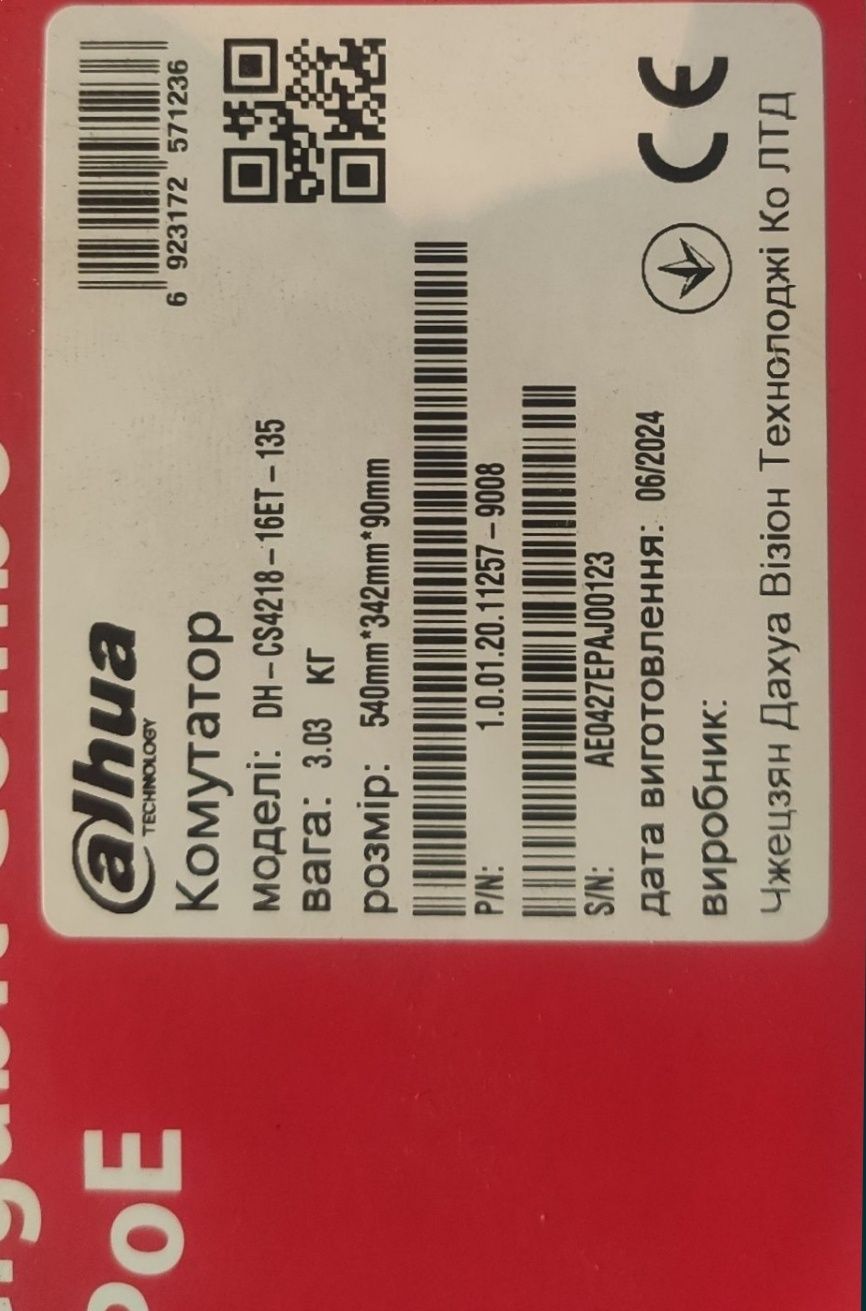 alhua
TECHNOLOGY
6 923172 571236
Комутатор
моделі: DH-CS4218-16ET-135
вага: 3.03 кг
розмір: 540mm*342mm*90mm
P/N: 1.0.01.20.11257-9008
S/N: AE0427EPAJ00123
дата виготовлення: 06/2024
виробник:
Чжецзян Дахуа Візіон Технолоджі Ко ЛТД
CE
PoE